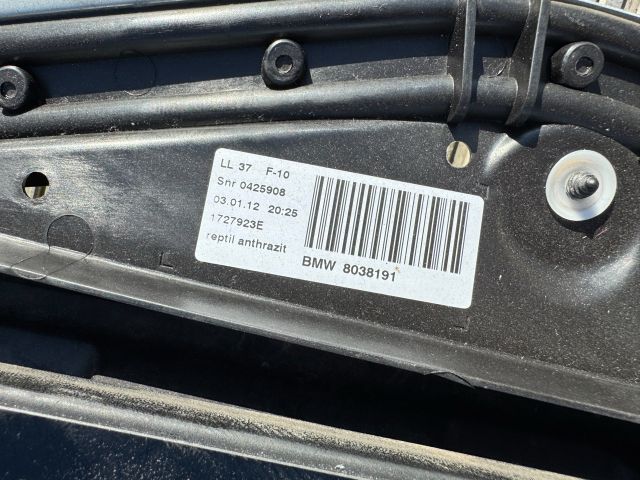 LL 37 F-10
Snr 0425908
03.01.12 20:25
1727923E
reptil anthrazit
BMW 8038191